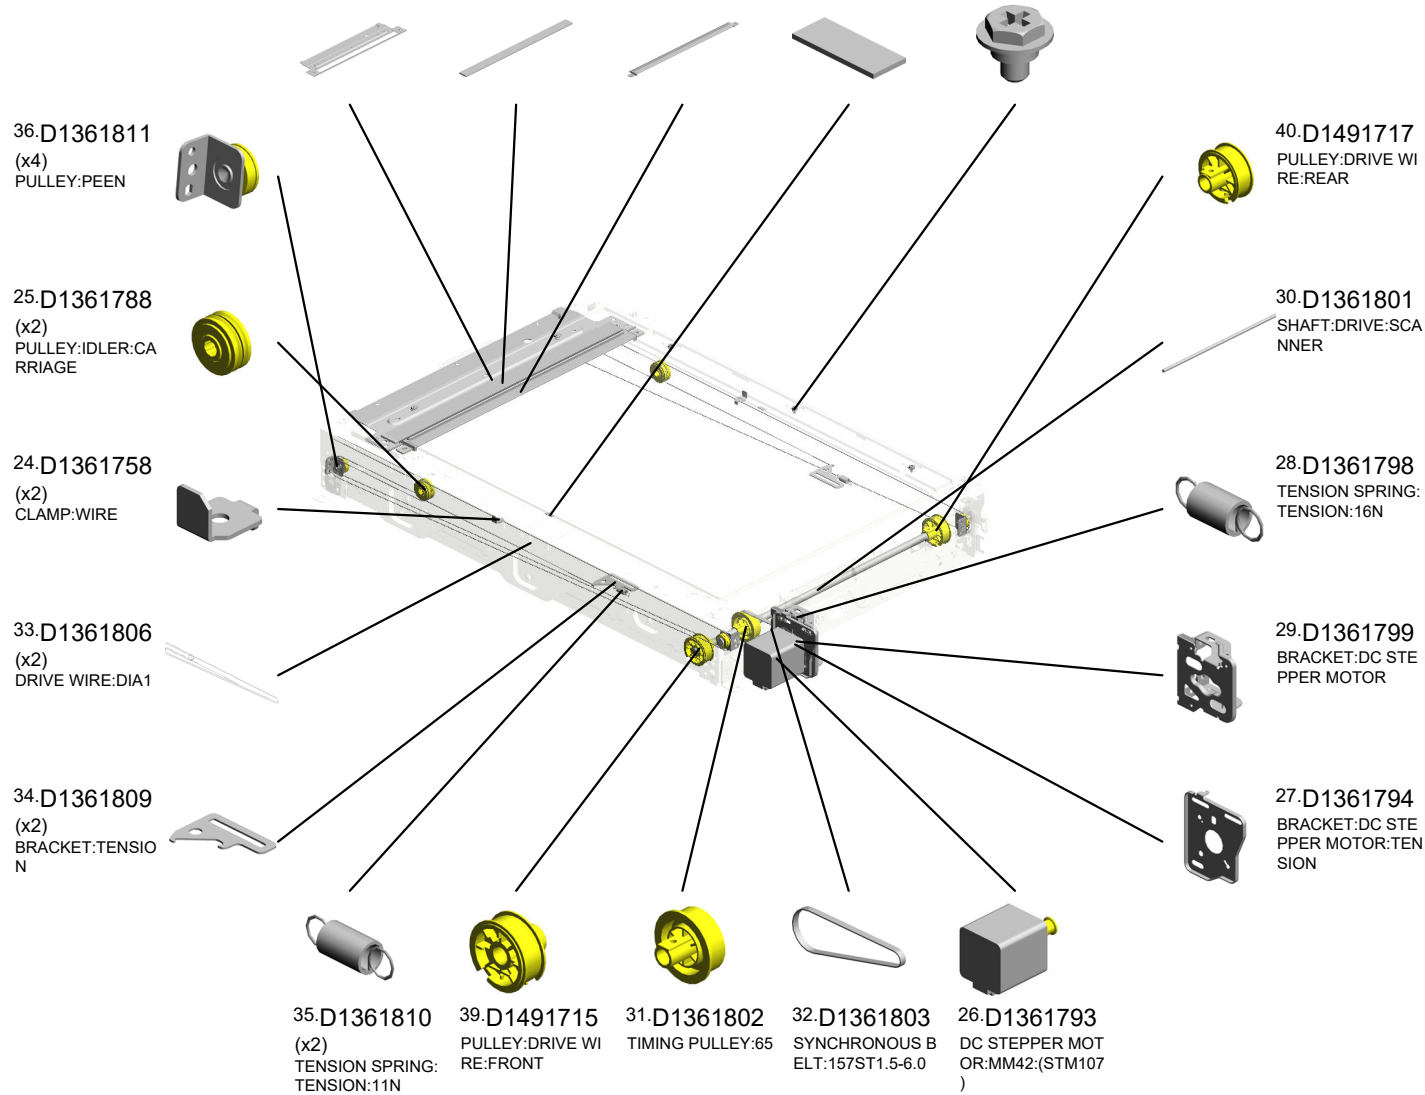 36.D1361811
(x4)
PULLEY:PEEN
25.D1361788
(x2)
PULLEY:IDLER:CA
RRIAGE
24.D1361758
(x2)
CLAMP:WIRE
33.D1361806
(x2)
DRIVE WIRE:DIA1
34.D1361809
(x2)
BRACKET:TENSIO
N
35.D1361810
(x2)
TENSION SPRING:
TENSION:11N
39.D1491715
PULLEY:DRIVE WI
RE:FRONT
31.D1361802
TIMING PULLEY:65
32.D1361803
SYNCHRONOUS B
ELT:157ST1.5-6.0
26.D1361793
DC STEPPER MOT
OR:MM42:(STM107
)
40.D1491717
PULLEY:DRIVE WI
RE:REAR
30.D1361801
SHAFT:DRIVE:SCA
NNER
28.D1361798
TENSION SPRING:
TENSION:16N
29.D1361799
BRACKET:DC STE
PPER MOTOR
27.D1361794
BRACKET:DC STE
PPER MOTOR:TEN
SION